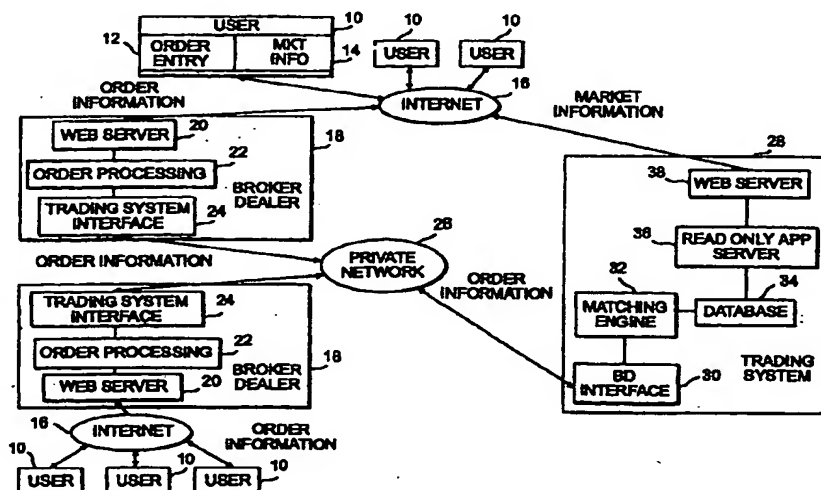 USER
10
12
ORDER ENTRY
MKT INFO
14
10
USER
10
USER
ORDER INFORMATION
INTERNET
16
MARKET INFORMATION
WEB SERVER
20
18
ORDER PROCESSING
22
BROKER DEALER
TRADING SYSTEM INTERFACE
24
ORDER INFORMATION
PRIVATE NETWORK
26
ORDER INFORMATION
28
38
WEB SERVER
36
READ ONLY APP SERVER
32
34
MATCHING ENGINE
DATABASE
BD INTERFACE
30
TRADING SYSTEM
TRADING SYSTEM INTERFACE
24
ORDER PROCESSING
22
18
WEB SERVER
20
BROKER DEALER
16
INTERNET
ORDER INFORMATION
10
USER
10
USER
10
USER